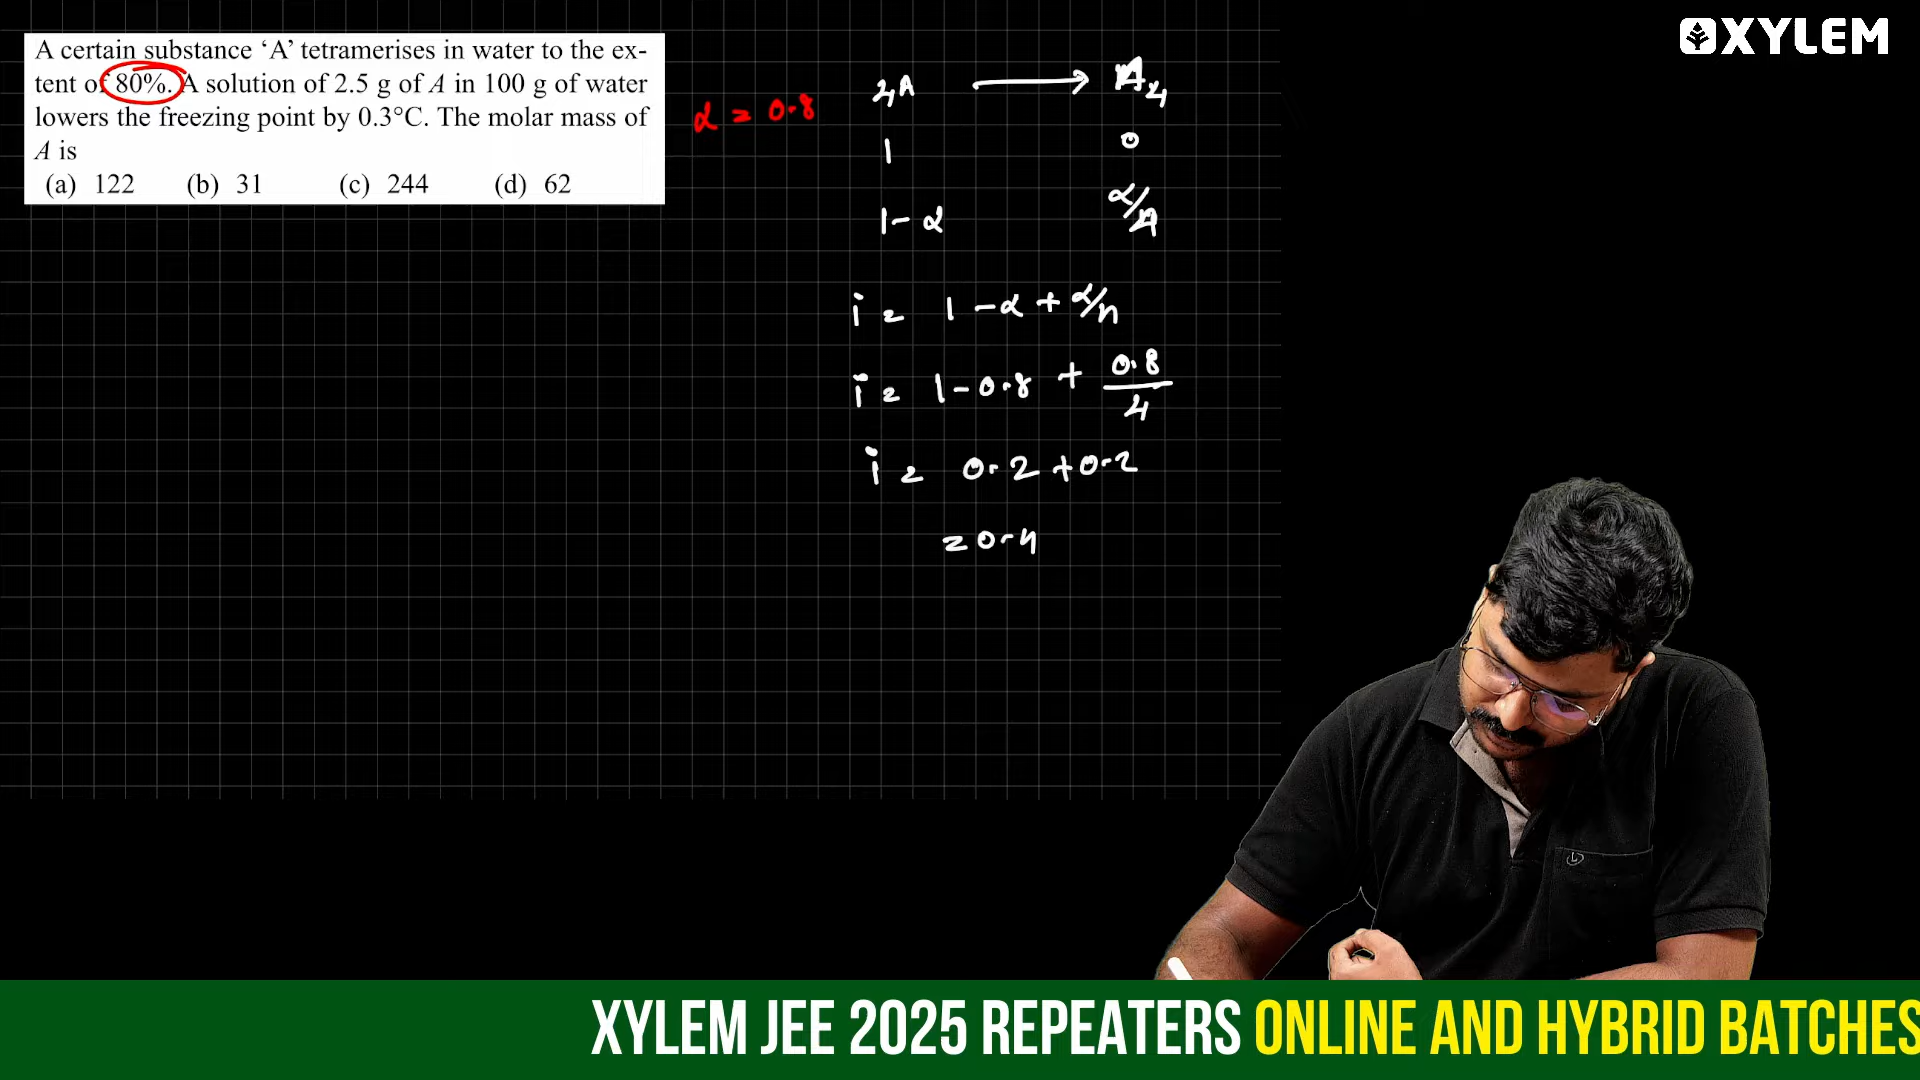 XYLEM
A certain substance ‘A’ tetramerises in water to the ex-
tent of 80%. A solution of 2.5 g of A in 100 g of water
lowers the freezing point by 0.3°C. The molar mass of
A is
(a) 122 (b) 31 (c) 244 (d) 62
α = 0.8
4A → A4
1 0
1-α α/4
i = 1-α + α/n
i = 1-0.8 + 0.8/4
i = 0.2 + 0.2
= 0.4
XYLEM JEE 2025 REPEATERS ONLINE AND HYBRID BATCHES